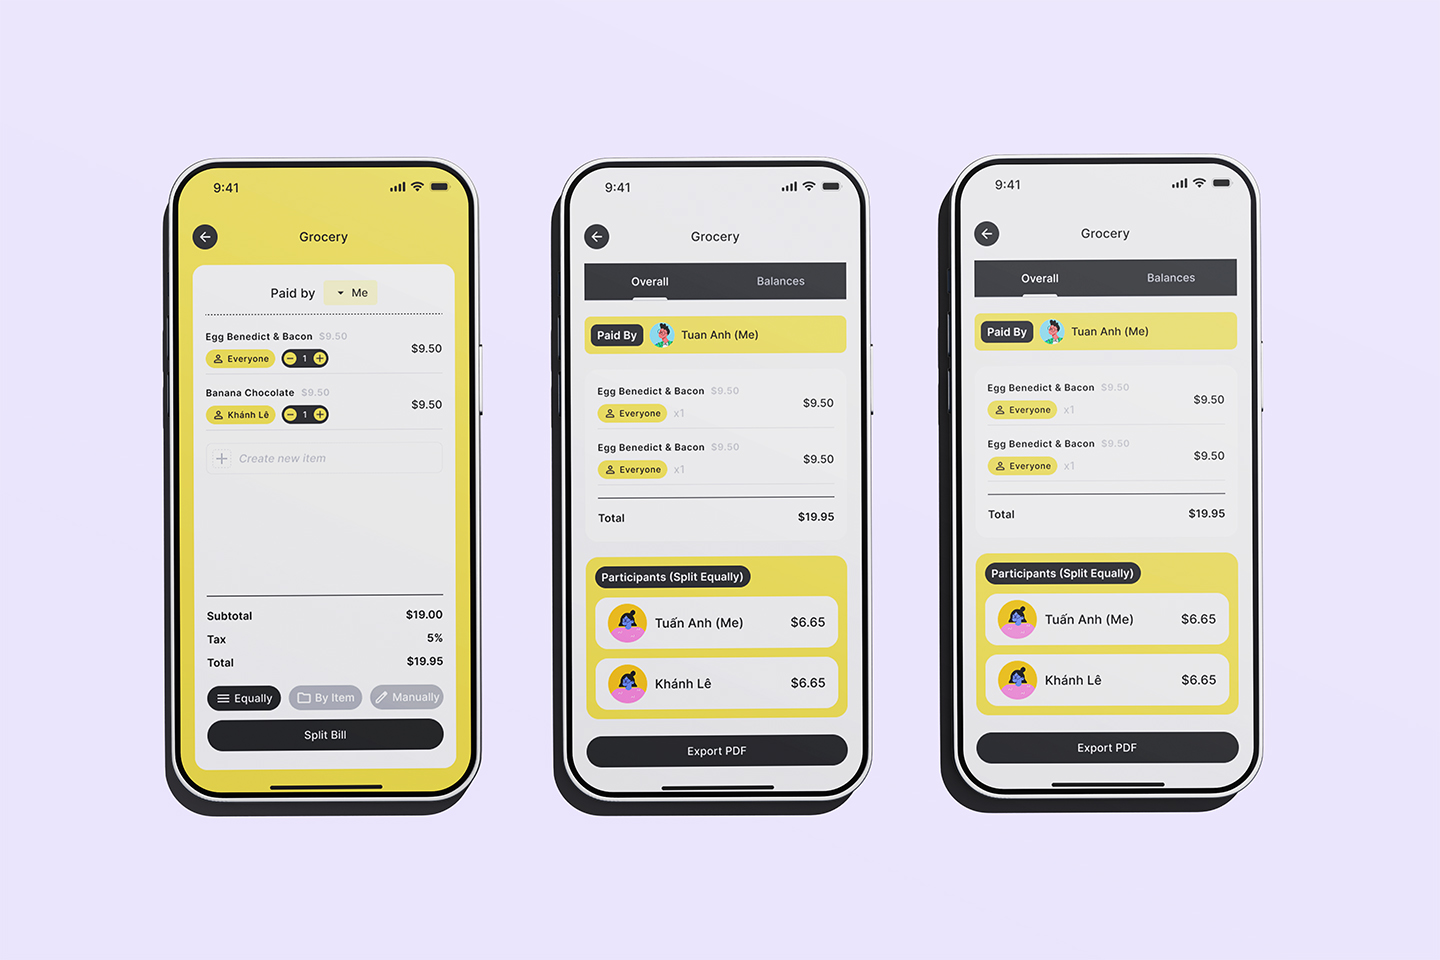 9:41
Grocery
Paid by Me
Egg Benedict & Bacon $9.50
$9.50
Everyone 1
Banana Chocolate $9.50
$9.50
Khánh Lê 1
Create new item
Subtotal $19.00
Tax 5%
Total $19.95
Equally By Item Manually
Split Bill
9:41
Grocery
Overall Balances
Paid By Tuan Anh (Me)
Egg Benedict & Bacon $9.50
$9.50
Everyone x1
Egg Benedict & Bacon $9.50
$9.50
Everyone x1
Total $19.95
Participants (Split Equally)
Tuấn Anh (Me) $6.65
Khánh Lê $6.65
Export PDF
9:41
Grocery
Overall Balances
Paid By Tuan Anh (Me)
Egg Benedict & Bacon $9.50
$9.50
Everyone x1
Egg Benedict & Bacon $9.50
$9.50
Everyone x1
Total $19.95
Participants (Split Equally)
Tuấn Anh (Me) $6.65
Khánh Lê $6.65
Export PDF